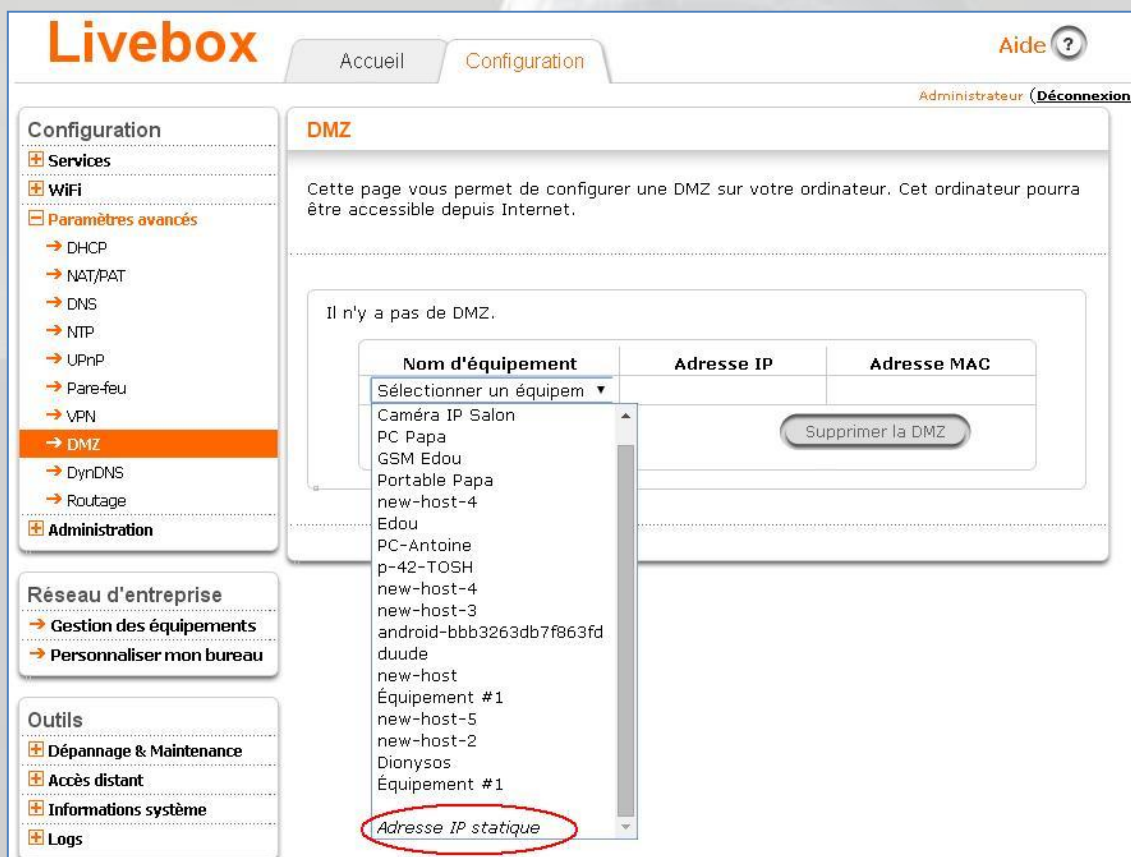 Livebox
Accueil
Configuration
Aide ?
Administrateur (Déconnexion
Configuration
Services
WiFi
Paramètres avancés
DHCP
NAT/PAT
DNS
NTP
UPnP
Pare-feu
VPN
DMZ
DynDNS
Routage
Administration
Réseau d'entreprise
Gestion des équipements
Personnaliser mon bureau
Outils
Dépannage & Maintenance
Accès distant
Informations système
Logs
DMZ
Cette page vous permet de configurer une DMZ sur votre ordinateur. Cet ordinateur pourra
être accessible depuis Internet.
Il n'y a pas de DMZ.
Nom d'équipement Adresse IP Adresse MAC
Sélectionner un équipem
Supprimer la DMZ
Caméra IP Salon
PC Papa
GSM Edou
Portable Papa
new-host-4
Edou
PC-Antoine
p-42-TOSH
new-host-4
new-host-3
android-bbb3263db7f863fd
duude
new-host
Équipement #1
new-host-5
new-host-2
Dionysos
Équipement #1
Adresse IP statique